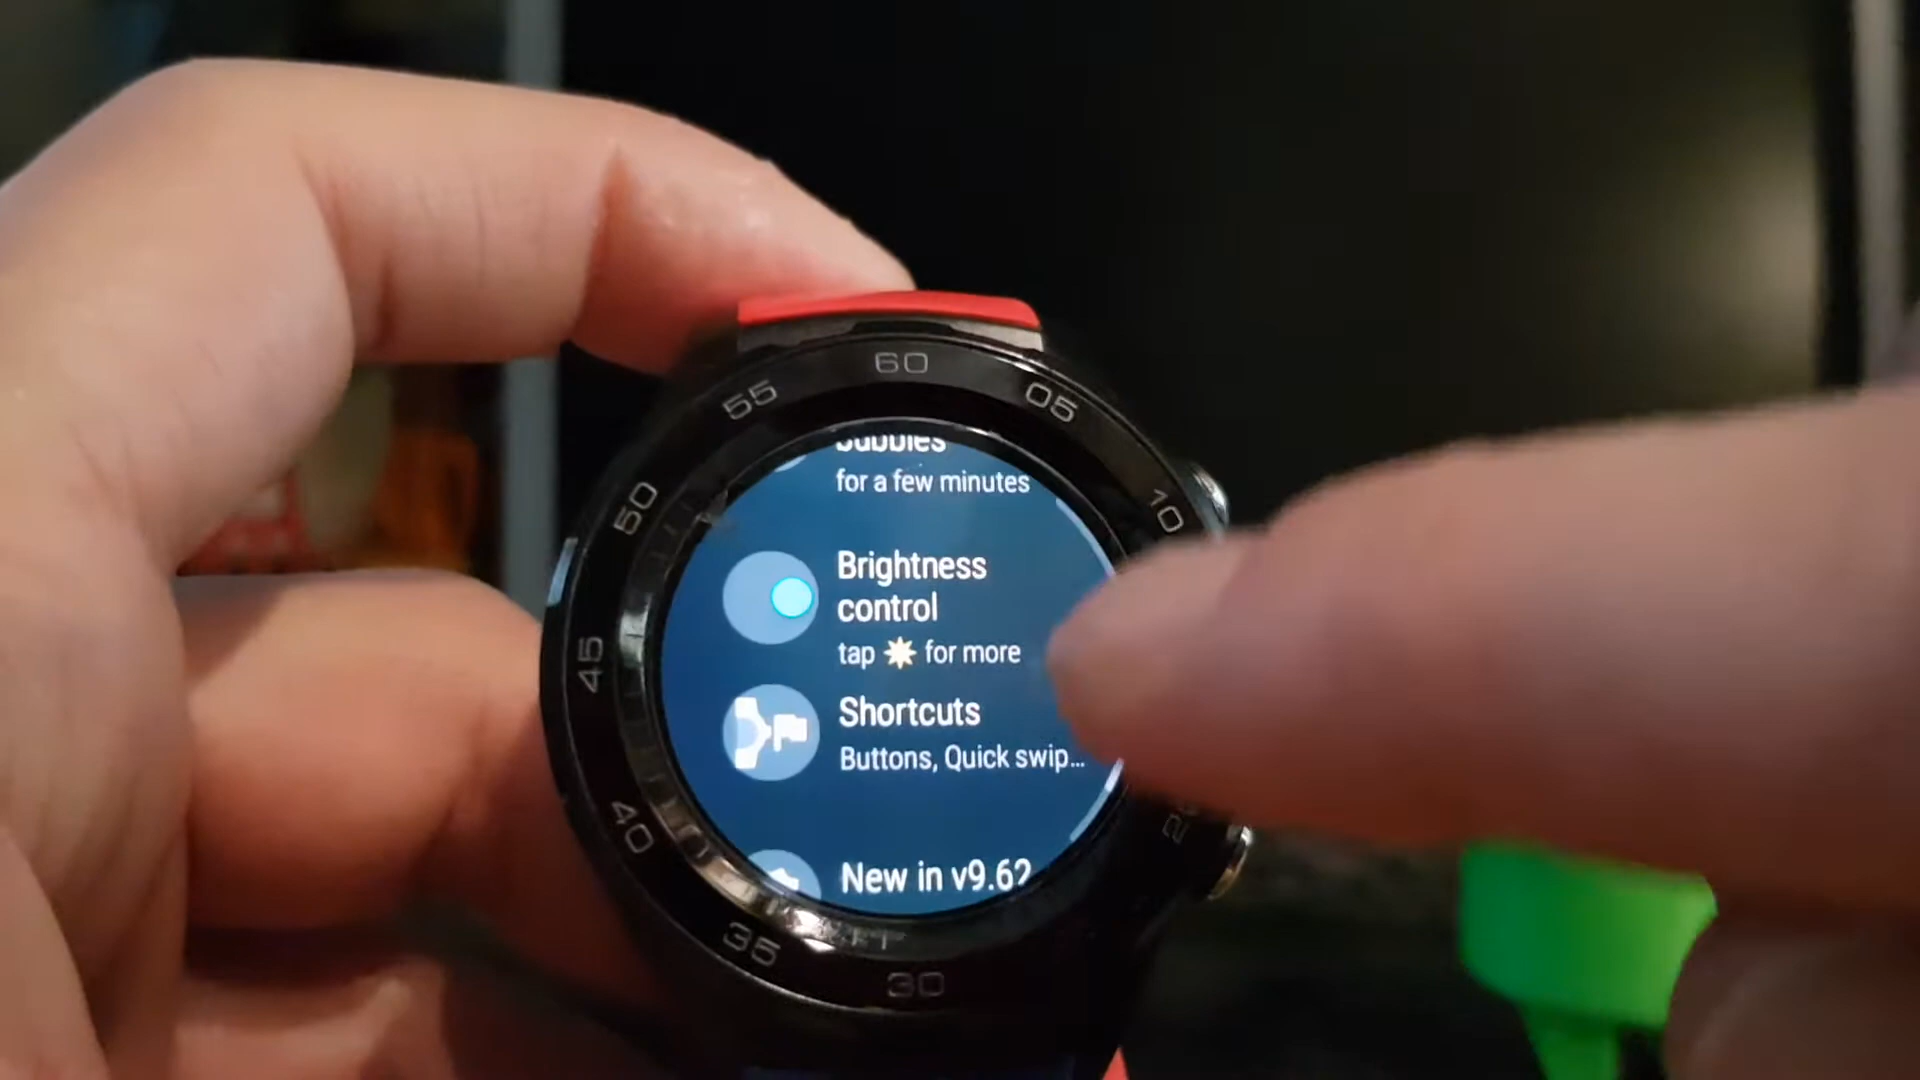 60
55
05
50
10
45
40
35
30
bubbles
for a few minutes
Brightness
control
tap ✴ for more
Shortcuts
Buttons, Quick swip...
New in v9.62